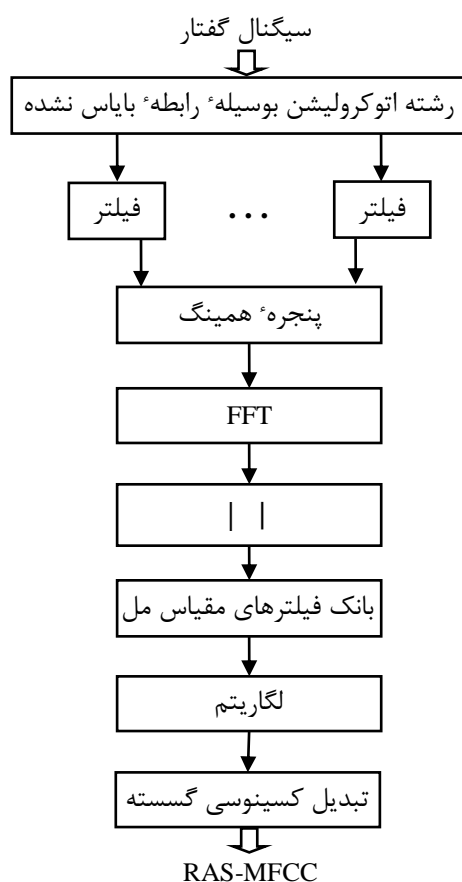 سیگنال گفتار
رشته اتوکرولیشن بوسیلهٔ رابطهٔ بایاس نشده
فیلتر ... فیلتر
پنجرهٔ همینگ
FFT
| |
بانک فیلترهای مقیاس مل
لگاریتم
تبدیل کسینوسی گسسته
RAS-MFCC